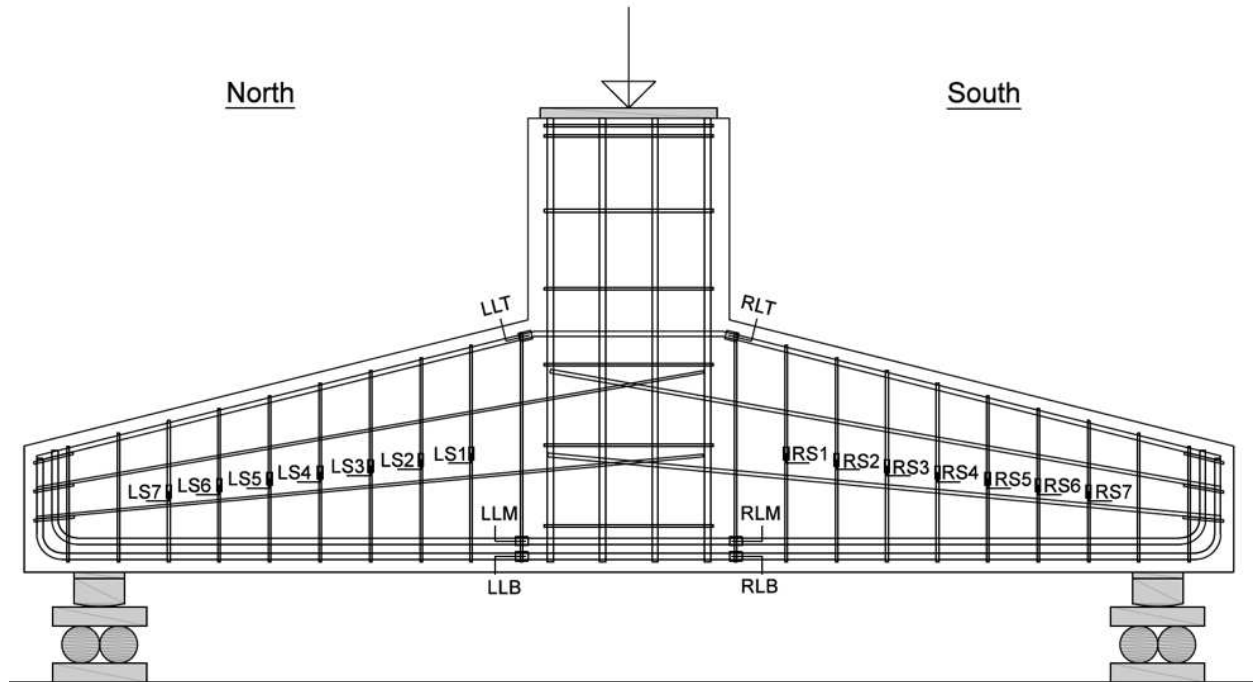 North
South
LLT
RLT
LS1
LS2
LS3
LS4
LS5
LS6
LS7
RS1
RS2
RS3
RS4
RS5
RS6
RS7
LLM
RLM
LLB
RLB